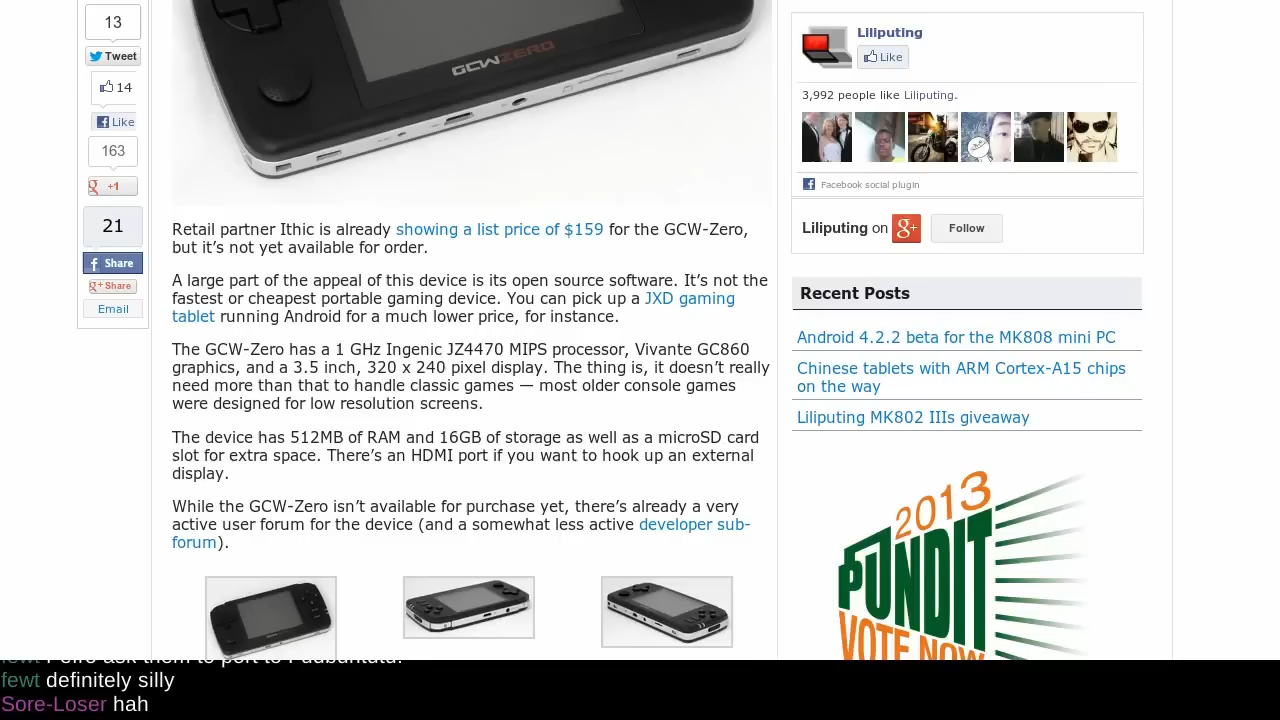 13
Tweet
14
Like
163
+1
21
Share
Share
Email
GCWZERO
Retail partner Ithic is already showing a list price of $159 for the GCW-Zero,
but it's not yet available for order.
A large part of the appeal of this device is its open source software. It's not the
fastest or cheapest portable gaming device. You can pick up a JXD gaming
tablet running Android for a much lower price, for instance.
The GCW-Zero has a 1 GHz Ingenic JZ4470 MIPS processor, Vivante GC860
graphics, and a 3.5 inch, 320 x 240 pixel display. The thing is, it doesn't really
need more than that to handle classic games — most older console games
were designed for low resolution screens.
The device has 512MB of RAM and 16GB of storage as well as a microSD card
slot for extra space. There's an HDMI port if you want to hook up an external
display.
While the GCW-Zero isn't available for purchase yet, there's already a very
active user forum for the device (and a somewhat less active developer sub-
forum).
Liliputing
Like
3,992 people like Liliputing.
Facebook social plugin
Liliputing on g+ Follow
Recent Posts
Android 4.2.2 beta for the MK808 mini PC
Chinese tablets with ARM Cortex-A15 chips
on the way
Liliputing MK802 IIIs giveaway
2013
PUNDIT
VOTE NOW
fewt definitely silly
Sore-Loser hah